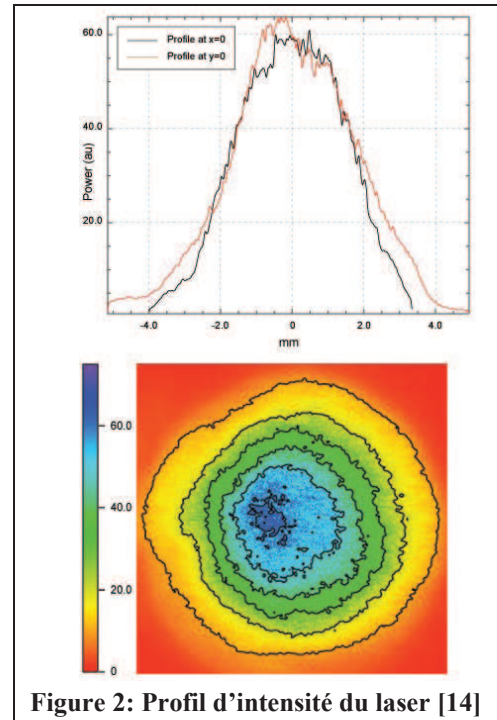 60.0
Profile at x=0
Profile at y=0
40.0
Power (au)
20.0
-4.0 -2.0 0 2.0 4.0
mm
60.0
40.0
20.0
0
Figure 2: Profil d'intensité du laser [14]